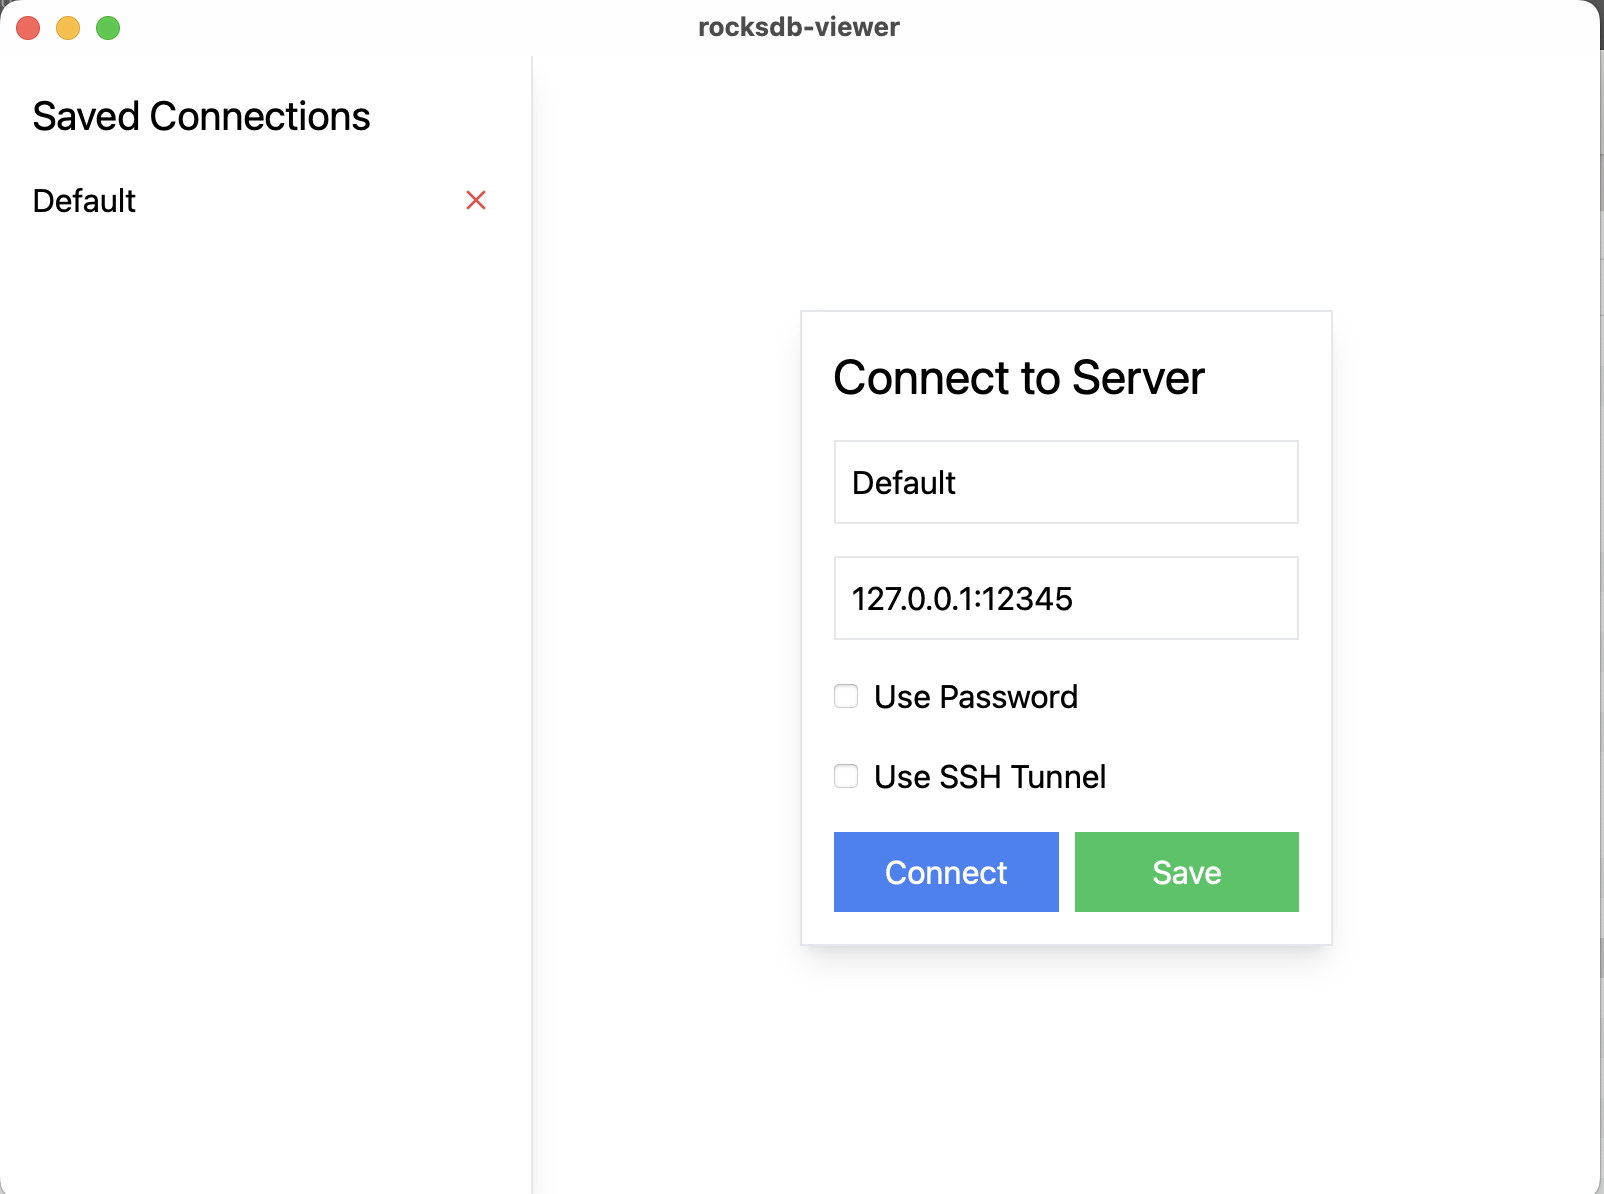 rocksdb-viewer
Saved Connections
Default
Connect to Server
Default
127.0.0.1:12345
Use Password
Use SSH Tunnel
Connect
Save